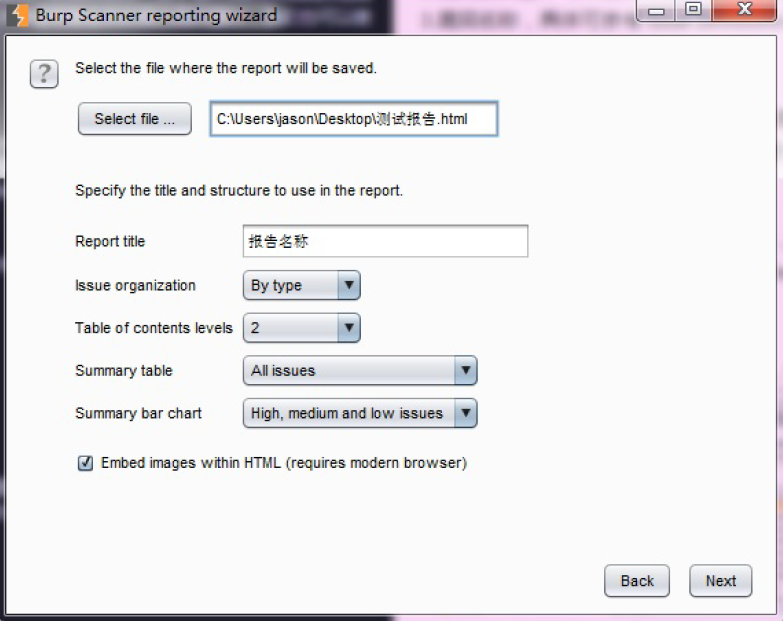 Burp Scanner reporting wizard
Select the file where the report will be saved.
Select file ...
C:\Users\jason\Desktop\测试报告.html
Specify the title and structure to use in the report.
Report title
报告名称
Issue organization
By type
Table of contents levels
2
Summary table
All issues
Summary bar chart
High, medium and low issues
Embed images within HTML (requires modern browser)
Back
Next